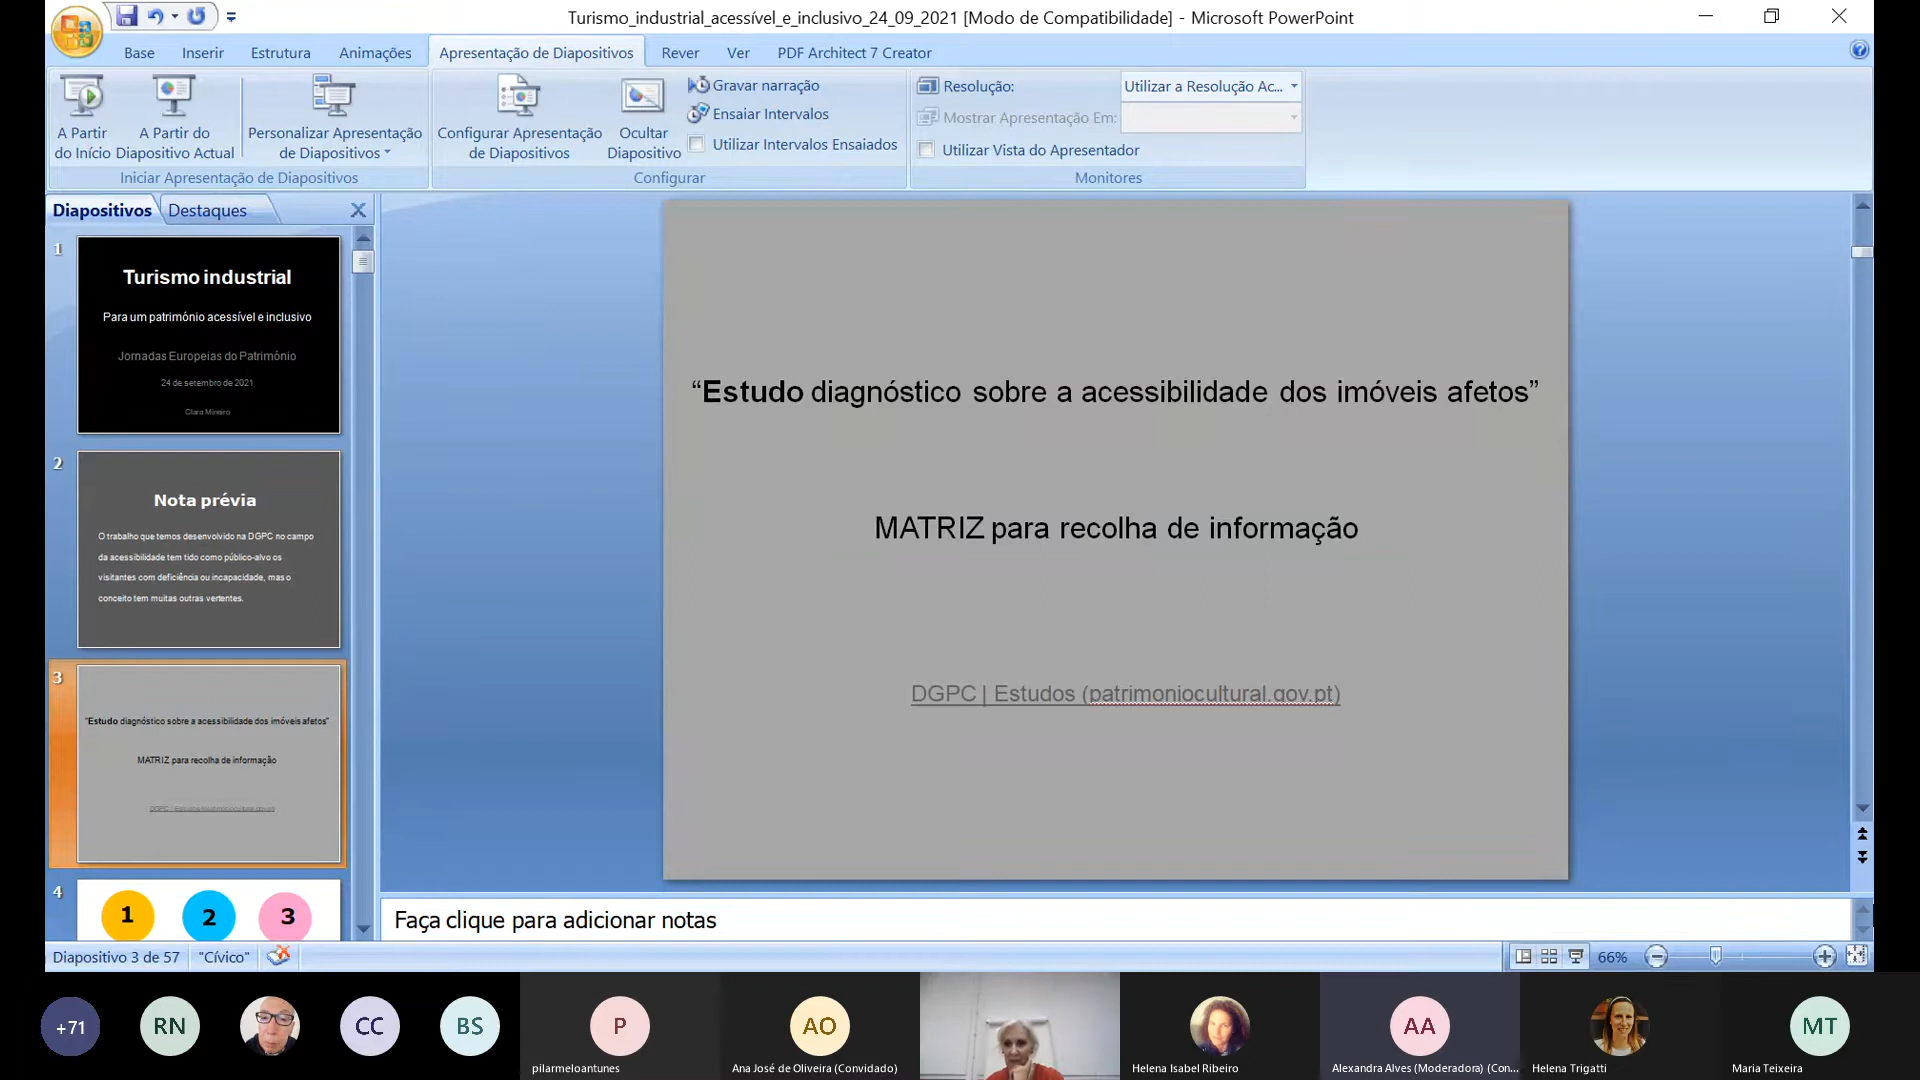 Turismo_industrial_acessível_e_inclusivo_24_09_2021 [Modo de Compatibilidade] - Microsoft PowerPoint
Base Inserir Estrutura Animações Apresentação de Diapositivos Rever Ver PDF Architect 7 Creator
A Partir do Início
A Partir do Diapositivo Actual
Personalizar Apresentação de Diapositivos
Iniciar Apresentação de Diapositivos
Configurar Apresentação de Diapositivos
Ocultar Diapositivo
Gravar narração
Ensaiar Intervalos
Utilizar Intervalos Ensaiados
Configurar
Resolução: Utilizar a Resolução Ac...
Mostrar Apresentação Em:
Utilizar Vista do Apresentador
Monitores
Diapositivos Destaques
1
Turismo industrial
Para um património acessível e inclusivo
Jornadas Europeias do Património
24 de setembro de 2021
Clara Mineiro
2
Nota prévia
O trabalho que temos desenvolvido na DGPC no campo
da acessibilidade tem tido como público-alvo os
visitantes com deficiência ou incapacidade, mas o
conceito tem muitas outras vertentes.
3
"Estudo diagnóstico sobre a acessibilidade dos imóveis afetos"
MATRIZ para recolha de informação
DGPC | Estudos (patrimoniocultural.gov.pt)
4
1 2 3
“Estudo diagnóstico sobre a acessibilidade dos imóveis afetos”
MATRIZ para recolha de informação
DGPC | Estudos (patrimoniocultural.gov.pt)
Faça clique para adicionar notas
Diapositivo 3 de 57 "Cívico" 66%
+71 RN CC BS P AO AA MT
pilarmeloantunes Ana José de Oliveira (Convidado) Helena Isabel Ribeiro Alexandra Alves (Moderadora) (Con... Helena Trigatti Maria Teixeira